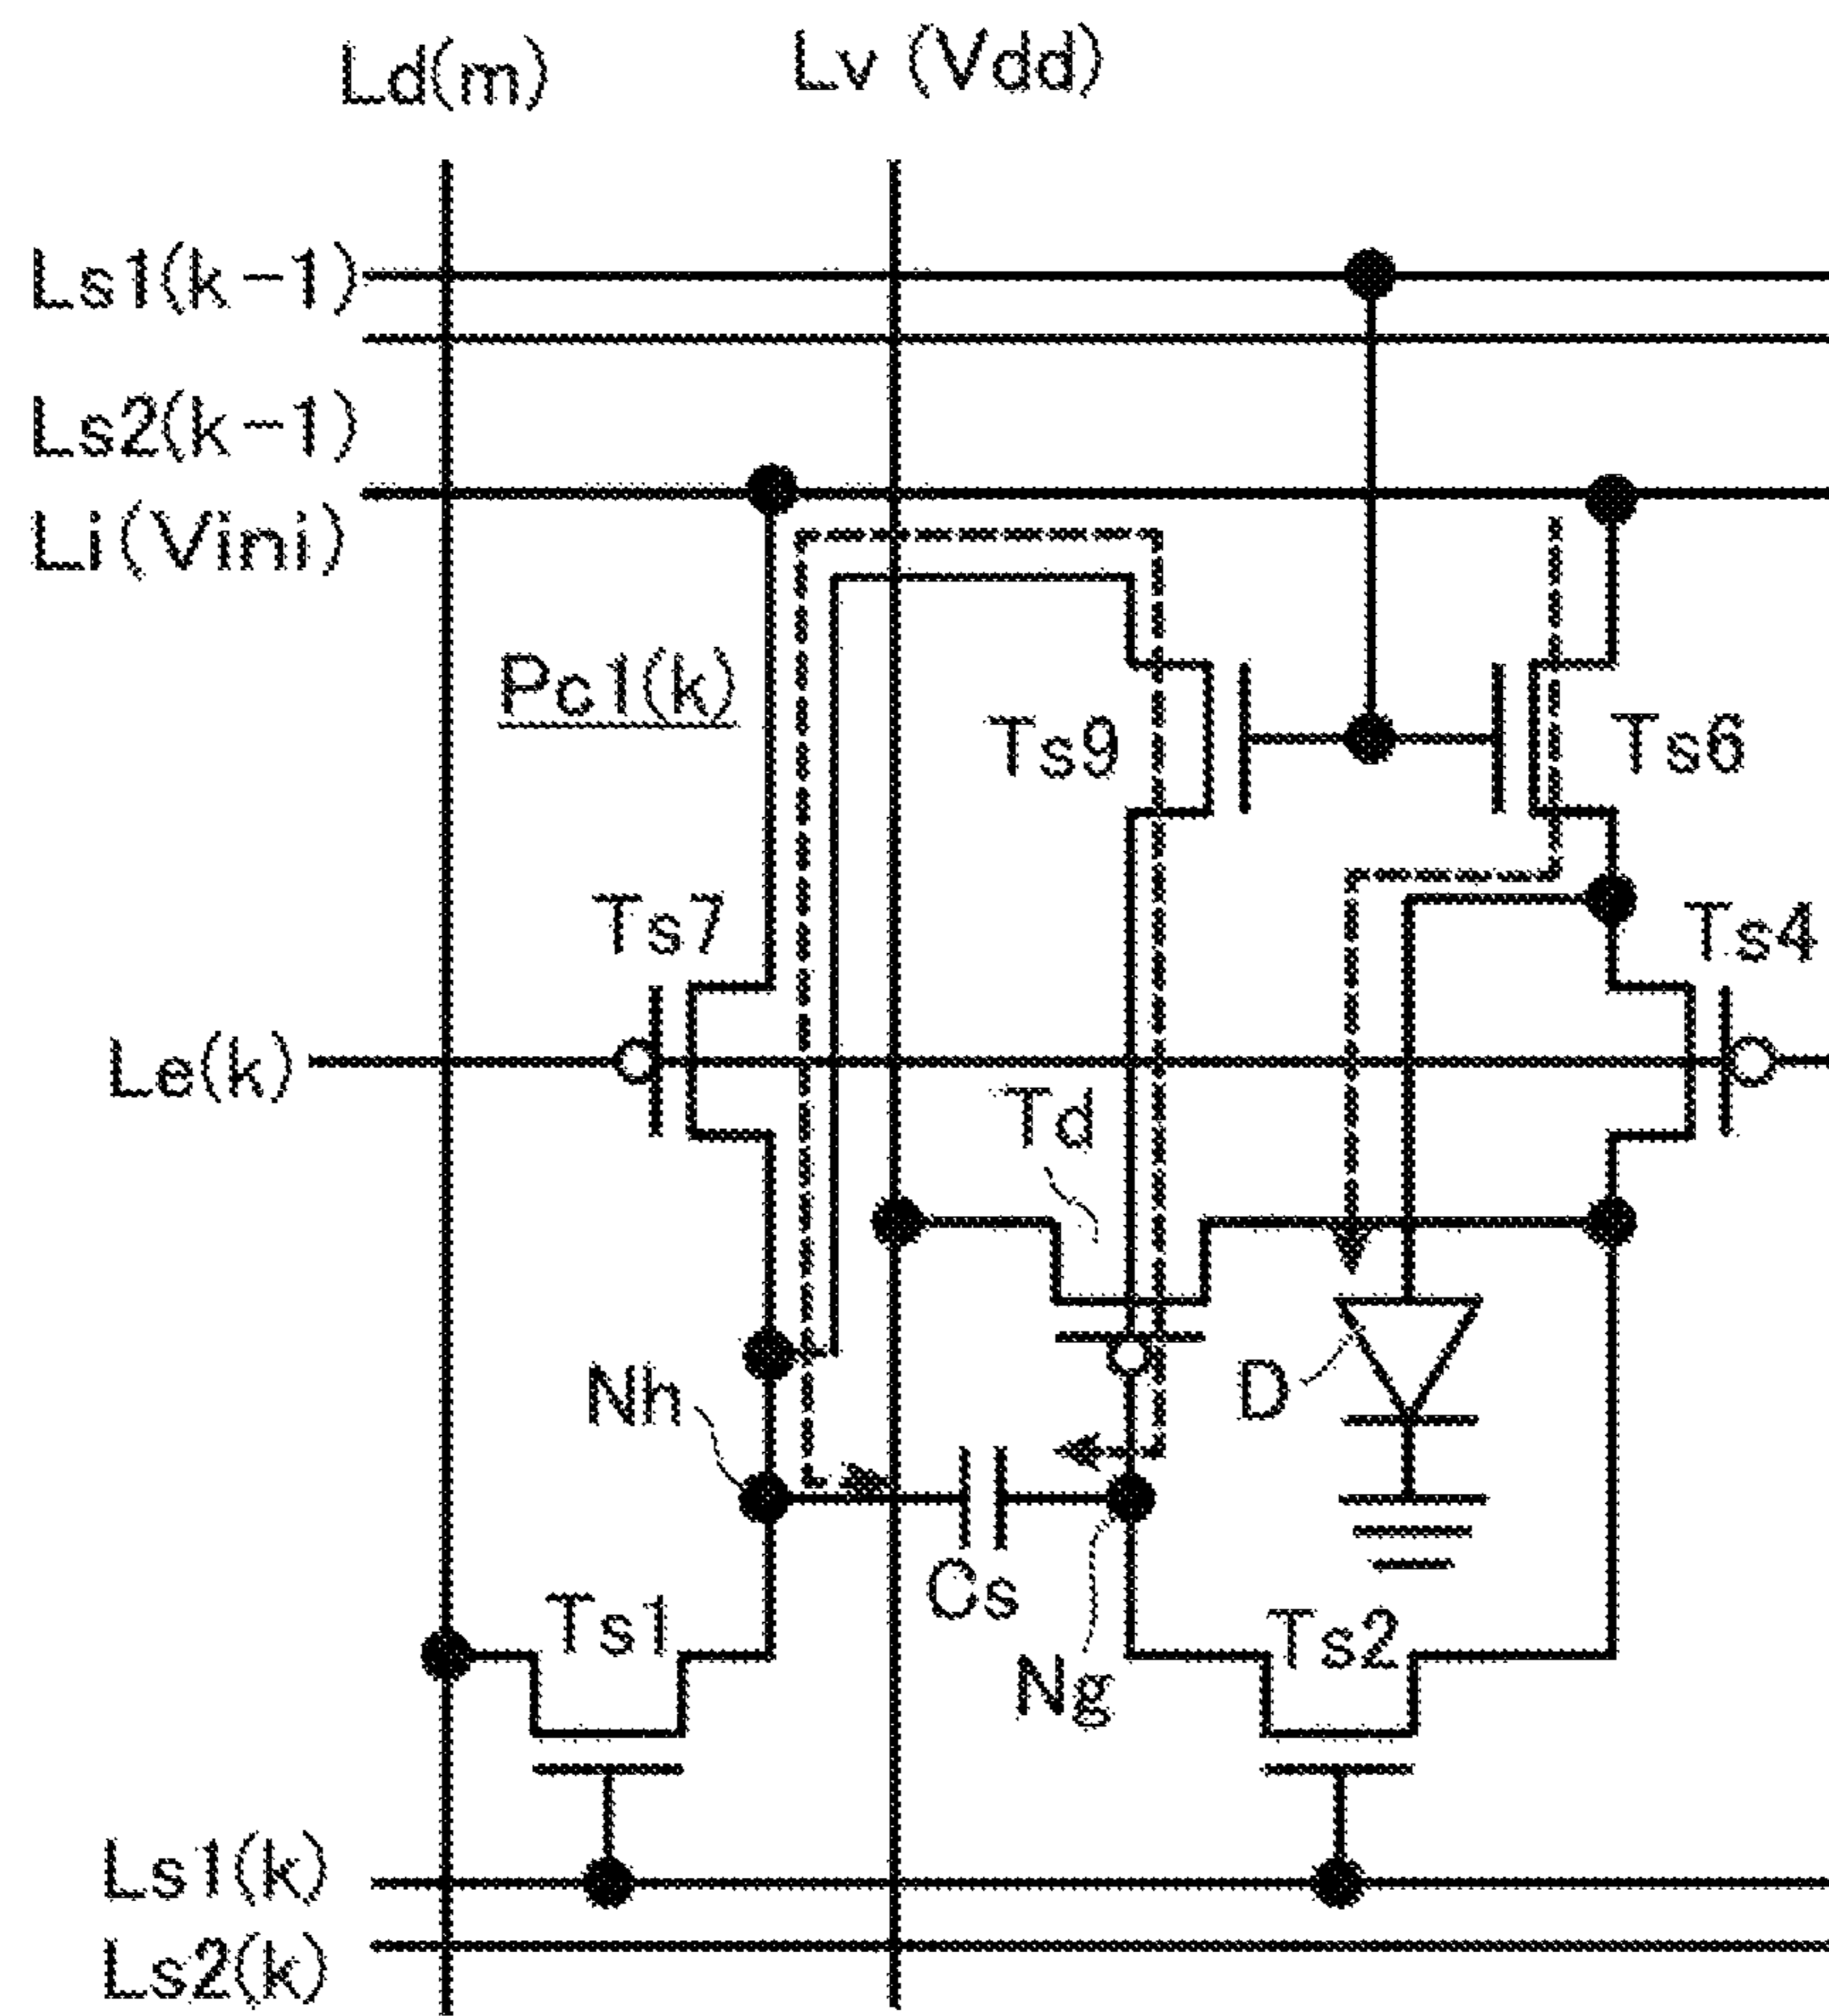 Ld(m)
Lv (Vdd)
Ls1(k-1)
Ls2(k-1)
Li(Vini)
Pc1(k)
Ts9
Ts6
Ts7
Ts4
Le(k)
Td
Nh
D
Cs
Ts1
Ts2
Ng
Ls1(k)
Ls2(k)